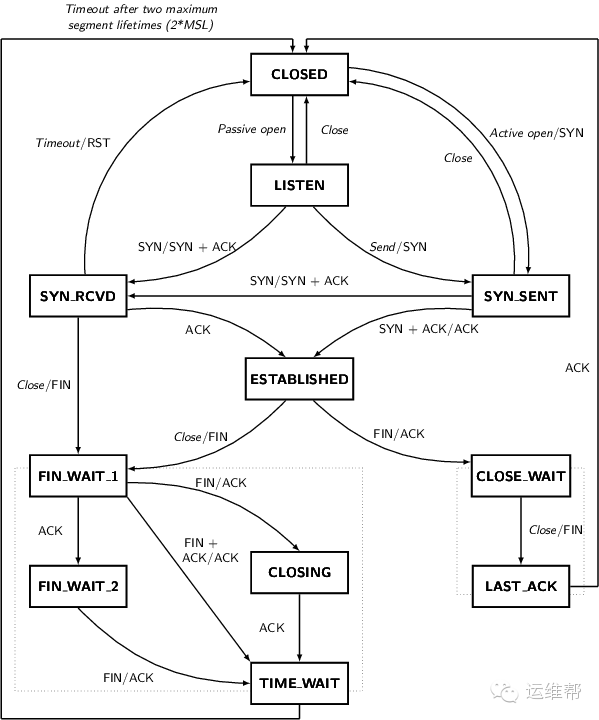 Timeout after two maximum
segment lifetimes (2*MSL)
CLOSED
Passive open
Close
Active open/SYN
Timeout/RST
Close
LISTEN
SYN/SYN + ACK
Send/SYN
SYN_RCVD
SYN/SYN + ACK
SYN_SENT
ACK
SYN + ACK/ACK
ACK
ESTABLISHED
Close/FIN
Close/FIN
FIN/ACK
FIN_WAIT_1
FIN/ACK
CLOSE_WAIT
ACK
FIN +
ACK/ACK
Close/FIN
CLOSING
FIN_WAIT_2
LAST_ACK
ACK
FIN/ACK
TIME_WAIT
运维帮